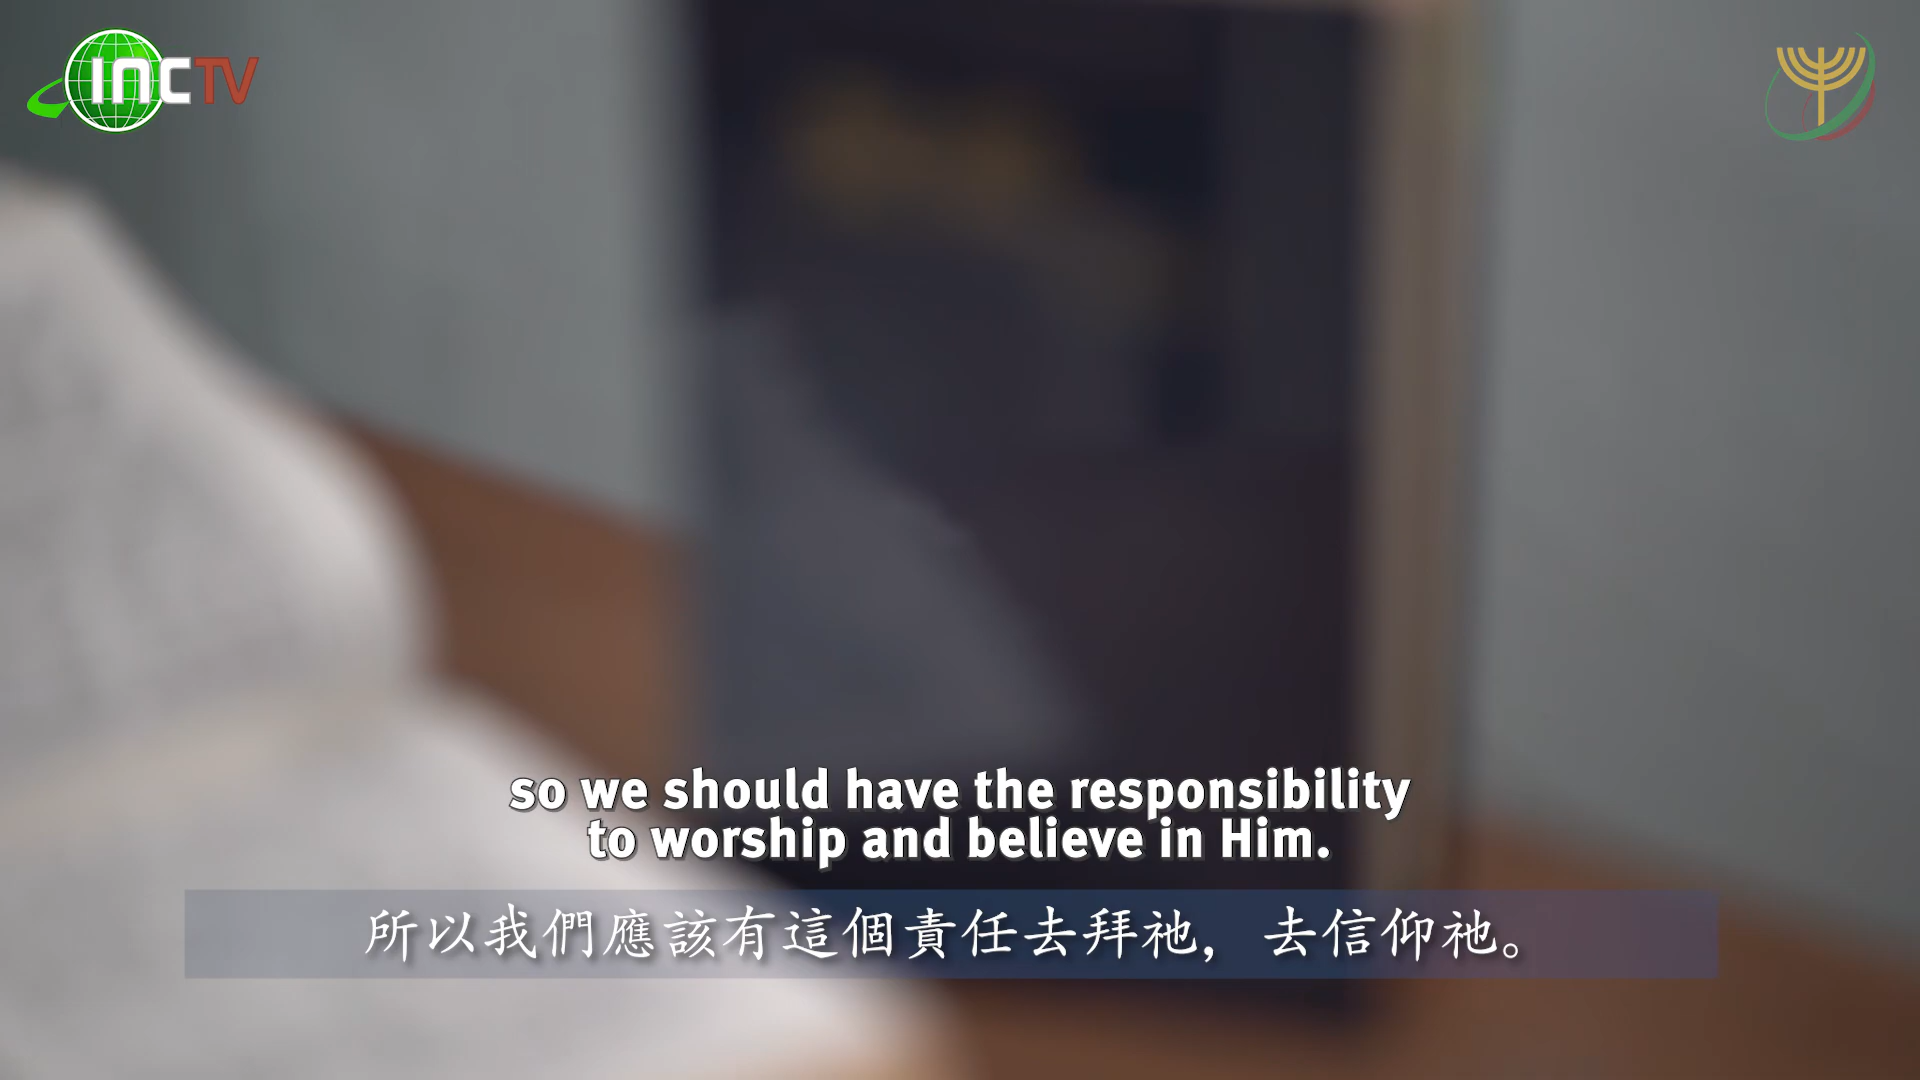 INCTV
so we should have the responsibility
to worship and believe in Him.
所以我們應該有這個責任去拜祂，去信仰祂。